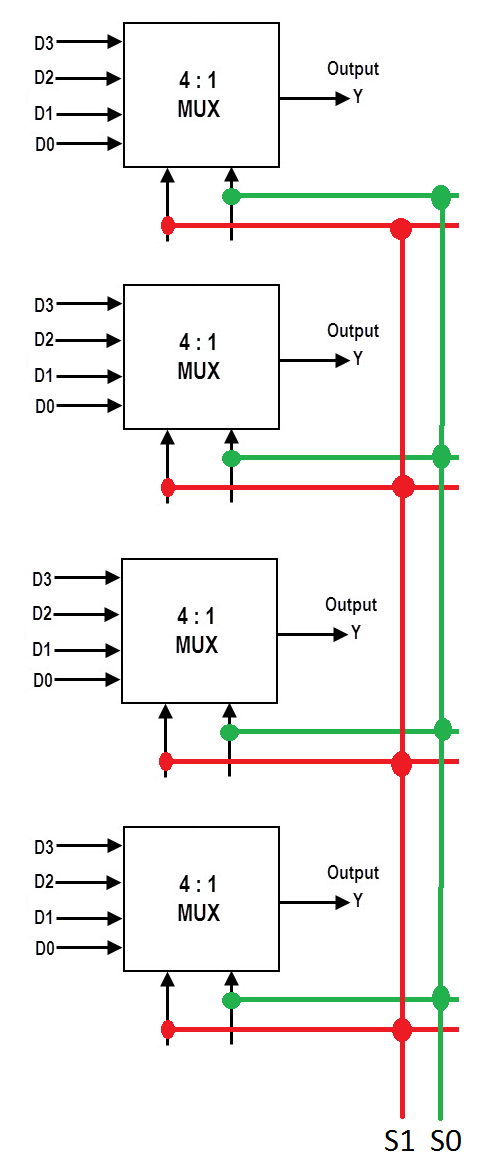 D3
Output
D2
4 : 1
MUX
Y
D1
D0
D3
Output
D2
4 : 1
MUX
Y
D1
D0
D3
Output
D2
4 : 1
MUX
Y
D1
D0
D3
Output
D2
4 : 1
MUX
Y
D1
D0
S1 S0